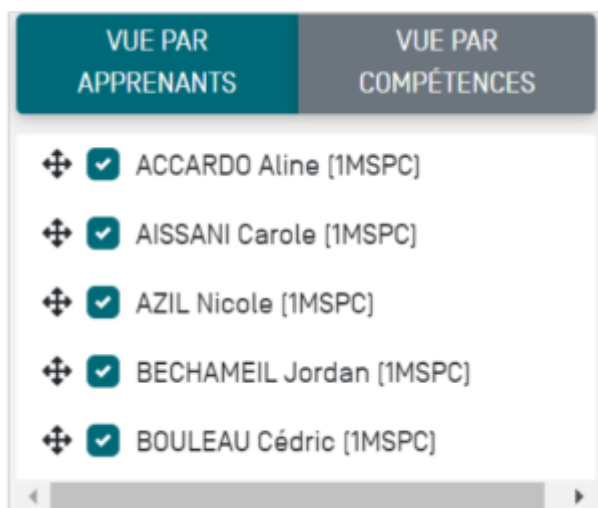 VUE PAR
APPRENANTS
VUE PAR
COMPÉTENCES
ACCARDO Aline (1MSPC)
AISSANI Carole (1MSPC)
AZIL Nicole (1MSPC)
BECHAMEIL Jordan (1MSPC)
BOULEAU Cédric (1MSPC)